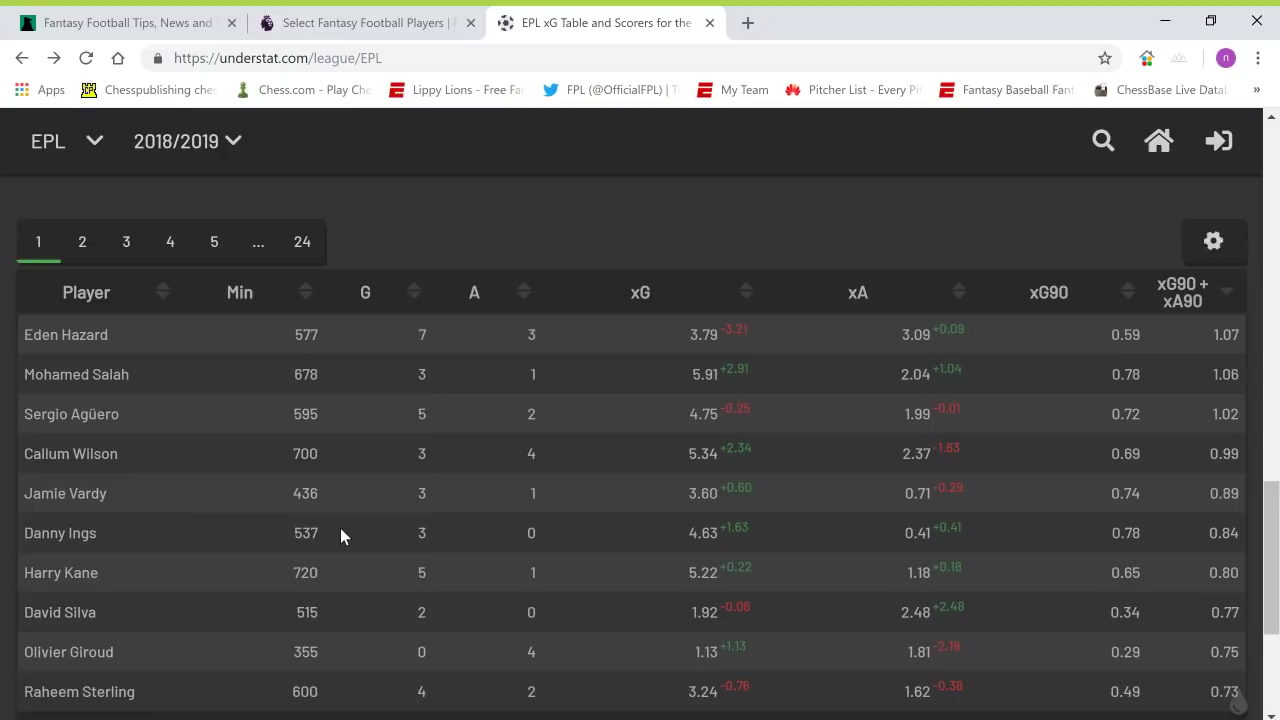 Fantasy Football Tips, News and
Select Fantasy Football Players |
EPL xG Table and Scorers for the
https://understat.com/league/EPL
n
Apps Chesspublishing ches Chess.com - Play Che Lippy Lions - Free Fa FPL (@OfficialFPL) | T My Team Pitcher List - Every Pi Fantasy Baseball Fant ChessBase Live Data »
EPL 2018/2019
1 2 3 4 5 ... 24
Player Min G A xG xA xG90 xG90 + xA90
Eden Hazard 577 7 3 3.79 -3.21 3.09 +0.09 0.59 1.07
Mohamed Salah 678 3 1 5.91 +2.91 2.04 +1.04 0.78 1.06
Sergio Agüero 595 5 2 4.75 -0.25 1.99 -0.01 0.72 1.02
Callum Wilson 700 3 4 5.34 +2.34 2.37 -1.63 0.69 0.99
Jamie Vardy 436 3 1 3.60 +0.60 0.71 -0.29 0.74 0.89
Danny Ings 537 3 0 4.63 +1.63 0.41 +0.41 0.78 0.84
Harry Kane 720 5 1 5.22 +0.22 1.18 +0.18 0.65 0.80
David Silva 515 2 0 1.92 -0.08 2.48 +2.48 0.34 0.77
Olivier Giroud 355 0 4 1.13 +1.13 1.81 -2.19 0.29 0.75
Raheem Sterling 600 4 2 3.24 -0.76 1.62 -0.38 0.49 0.73